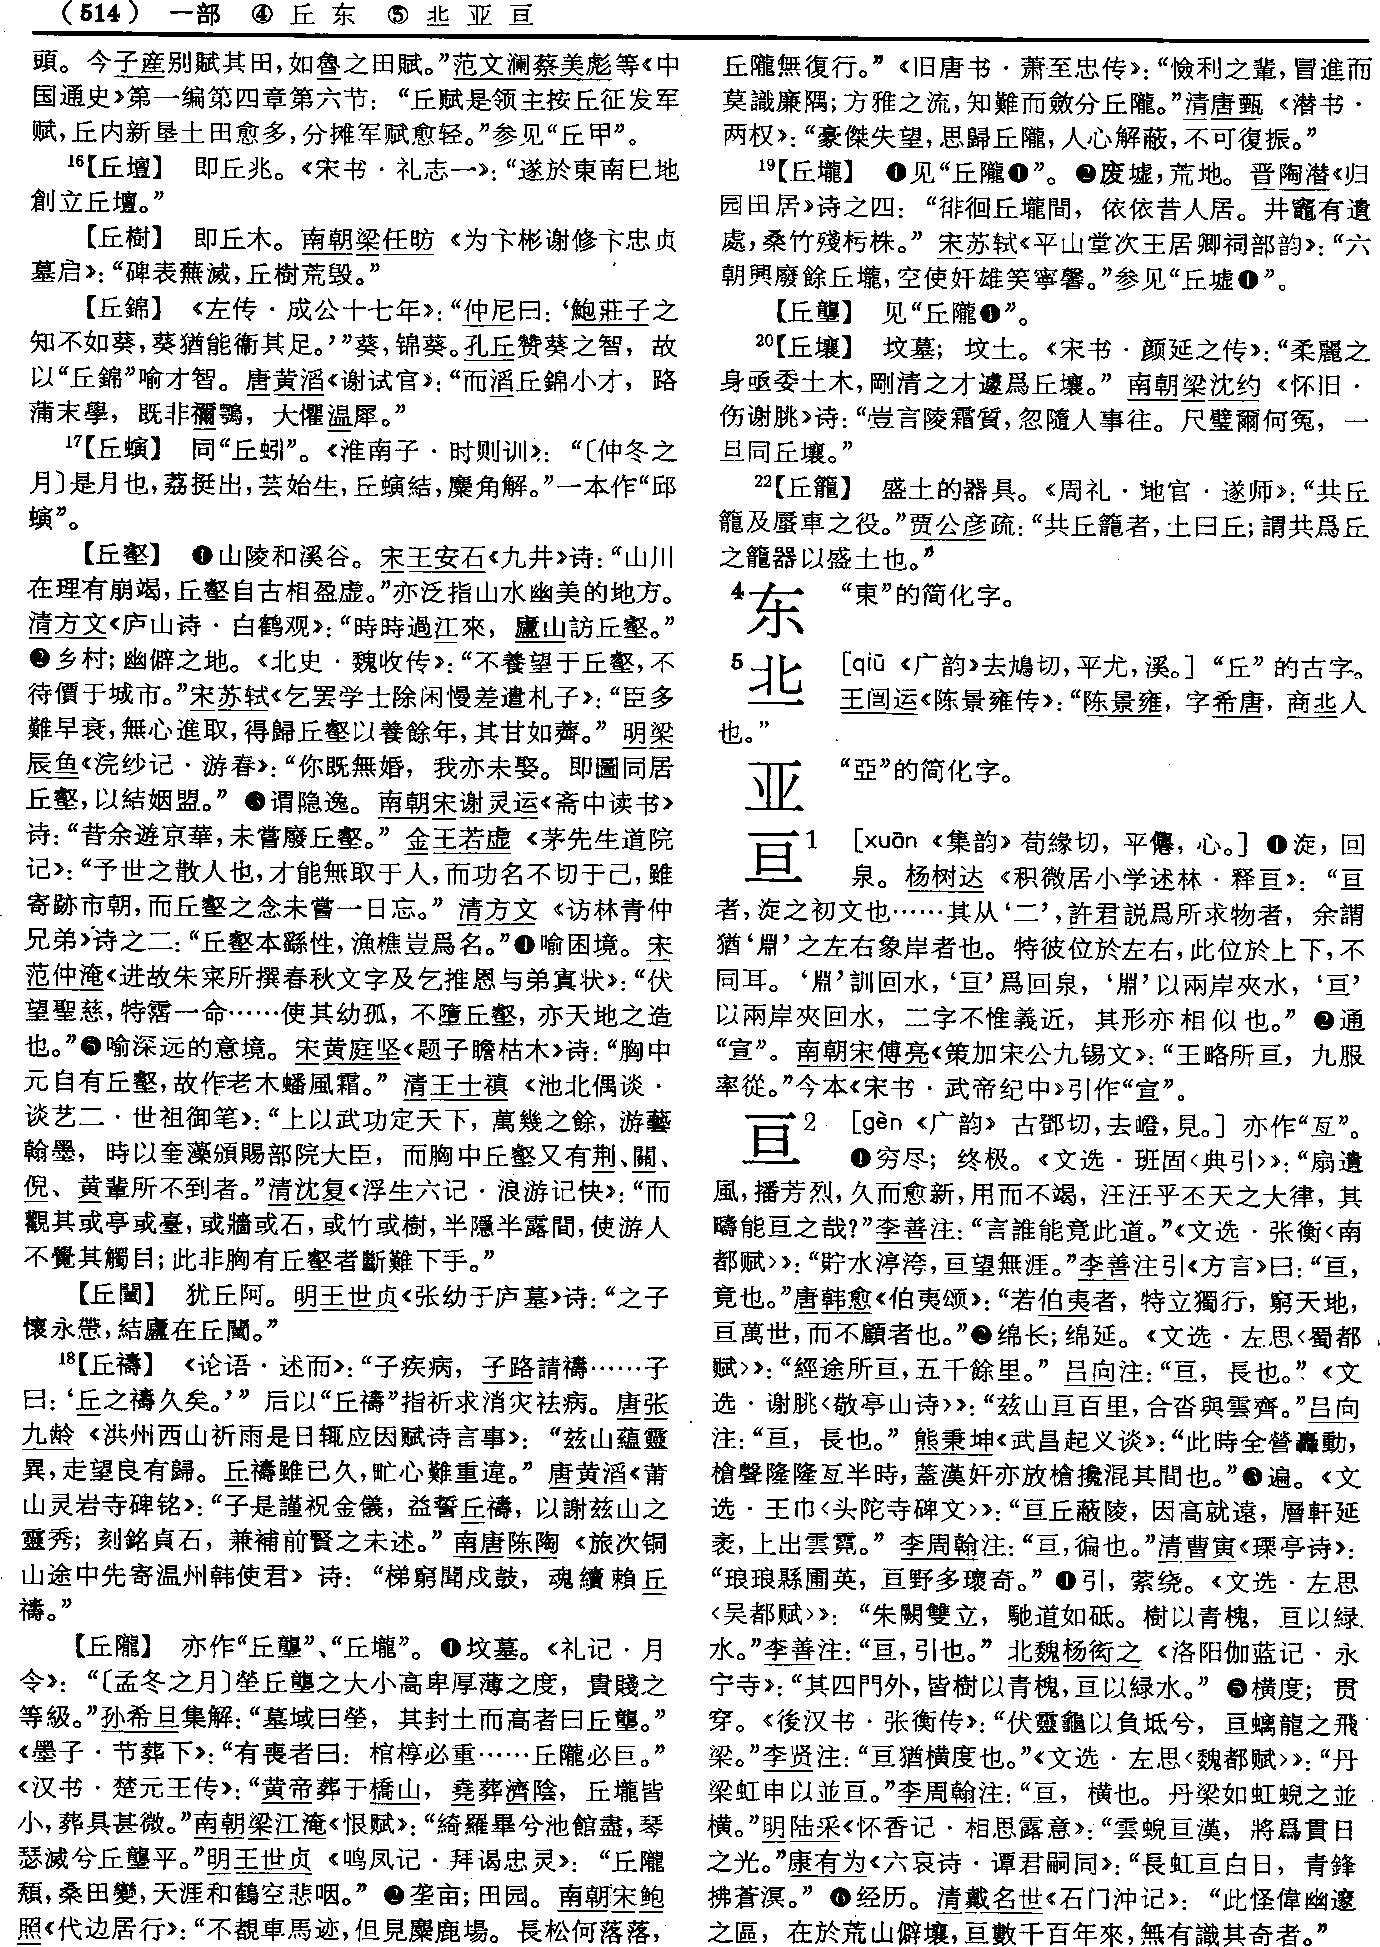 （514） 一部 ④ 丘 东 ⑤ 丠 亚 亘
頭。今子産别賦其田，如魯之田賦。”范文澜蔡美彪等《中
国通史》第一编第四章第六节：“丘赋是领主按丘征发军
赋，丘内新垦土田愈多，分摊军赋愈轻。”参见“丘甲”。
16【丘壇】 即丘兆。《宋书·礼志一》：“遂於東南巳地
創立丘壇。”
【丘樹】 即丘木。南朝梁任昉《为卞彬谢修卞忠贞
墓启》：“碑表蕪滅，丘樹荒毁。”
【丘錦】 《左传·成公十七年》：“仲尼曰：‘鮑莊子之
知不如葵，葵猶能衞其足。’”葵，锦葵。孔丘赞葵之智，故
以“丘錦”喻才智。唐黄滔《谢试官》：“而滔丘錦小才，路
蒲末學，既非禰鶚，大懼温犀。”
17【丘螾】 同“丘蚓”。《淮南子·时则训》：“〔仲冬之
月〕是月也，荔挺出，芸始生，丘螾結，麋角解。”一本作“邱
螾”。
【丘壑】 ❶山陵和溪谷。宋王安石《九井》诗：“山川
在理有崩竭，丘壑自古相盈虚。”亦泛指山水幽美的地方。
清方文《庐山诗·白鹤观》：“時時過江來，廬山訪丘壑。”
❷乡村；幽僻之地。《北史·魏收传》：“不養望于丘壑，不
待價于城市。”宋苏轼《乞罢学士除闲慢差遣札子》：“臣多
難早衰，無心進取，得歸丘壑以養餘年，其甘如薺。”明梁
辰鱼《浣纱记·游春》：“你既無婚，我亦未娶。即圖同居
丘壑，以結姻盟。”❸谓隐逸。南朝宋谢灵运《斋中读书》
诗：“昔余遊京華，未嘗廢丘壑。”金王若虚《茅先生道院
记》：“予世之散人也，才能無取于人，而功名不切于己，雖
寄跡市朝，而丘壑之念未嘗一日忘。”清方文《访林青仲
兄弟》诗之二：“丘壑本繇性，漁樵豈爲名。”❹喻困境。宋
范仲淹《进故朱寀所撰春秋文字及乞推恩与弟寘状》：“伏
望聖慈，特霑一命……使其幼孤，不墮丘壑，亦天地之造
也。”❺喻深远的意境。宋黄庭坚《题子瞻枯木》诗：“胸中
元自有丘壑，故作老木蟠風霜。”清王士禛《池北偶谈·
谈艺二·世祖御笔》：“上以武功定天下，萬幾之餘，游藝
翰墨，時以奎藻頒賜部院大臣，而胸中丘壑又有荆、關、
倪、黄輩所不到者。”清沈复《浮生六记·浪游记快》：“而
觀其或亭或臺，或牆或石，或竹或樹，半隱半露間，使游人
不覺其觸目；此非胸有丘壑者斷難下手。”
【丘闥】 犹丘阿。明王世贞《张幼于庐墓》诗：“之子
懷永慸，結廬在丘闥。”
18【丘禱】 《论语·述而》：“子疾病，子路請禱……子
曰：‘丘之禱久矣。’”后以“丘禱”指祈求消灾祛病。唐张
九龄《洪州西山祈雨是日辄应因赋诗言事》：“兹山藴靈
異，走望良有歸。丘禱雖已久，甿心難重違。”唐黄滔《莆
山灵岩寺碑铭》：“于是謹祝金儀，益誓丘禱，以謝兹山之
靈秀；刻銘貞石，兼補前賢之未述。”南唐陈陶《旅次铜
山途中先寄温州韩使君》诗：“梯窮聞戍鼓，魂續賴丘
禱。”
【丘隴】 亦作“丘壟”、“丘壠”。❶坟墓。《礼记·月
令》：“〔孟冬之月〕塋丘壟之大小高卑厚薄之度，貴賤之
等級。”孙希旦集解：“墓域曰塋，其封土而高者曰丘壟。”
《墨子·节葬下》：“有喪者曰：棺椁必重……丘隴必巨。”
《汉书·楚元王传》：“黄帝葬于橋山，堯葬濟陰，丘壠皆
小，葬具甚微。”南朝梁江淹《恨赋》：“綺羅畢兮池館盡，琴
瑟滅兮丘壟平。”明王世贞《鸣凤记·拜谒忠灵》：“丘隴
頹，桑田變，天涯和鶴空悲咽。”❷垄亩；田园。南朝宋鲍
照《代边居行》：“不覩車馬迹，但見麋鹿場。長松何落落，
丘隴無復行。”《旧唐书·萧至忠传》：“憸利之輩，冒進而
莫識廉隅；方雅之流，知難而斂分丘隴。”清唐甄《潜书·
两权》：“豪傑失望，思歸丘隴，人心解蔽，不可復振。”
19【丘壠】 ❶见“丘隴❶”。❷废墟，荒地。晋陶潜《归
园田居》诗之四：“徘徊丘壠間，依依昔人居。井竈有遺
處，桑竹殘杇株。”宋苏轼《平山堂次王居卿祠部韵》：“六
朝興廢餘丘壠，空使奸雄笑寧馨。”参见“丘墟❶”。
【丘壟】 见“丘隴❶”。
20【丘壤】 坟墓；坟土。《宋书·颜延之传》：“柔麗之
身亟委土木，剛清之才遽爲丘壤。”南朝梁沈约《怀旧·
伤谢朓》诗：“豈言陵霜質，忽隨人事往。尺璧爾何冤，一
旦同丘壤。”
22【丘籠】 盛土的器具。《周礼·地官·遂师》：“共丘
籠及蜃車之役。”贾公彦疏：“共丘籠者，土曰丘；謂共爲丘
之籠器以盛土也。”
4东 “東”的简化字。
5丠 [qiū《广韵》去鳩切，平尤，溪。]“丘”的古字。
王闿运《陈景雍传》：“陈景雍，字希唐，商丠人
也。”
亚 “亞”的简化字。
亘1 [xuān《集韵》荀緣切，平僊，心。]❶淀，回
泉。杨树达《积微居小学述林·释亘》：“亘
者，淀之初文也……其从‘二’，許君説爲所求物者，余謂
猶‘𣶒’之左右象岸者也。特彼位於左右，此位於上下，不
同耳。‘𣶒’訓回水，‘亘’爲回泉，‘𣶒’以兩岸夾水，‘亘’
以兩岸夾回水，二字不惟義近，其形亦相似也。”❷通
“宣”。南朝宋傅亮《策加宋公九锡文》：“王略所亘，九服
率從。”今本《宋书·武帝纪中》引作“宣”。
亘2 [gèn《广韵》古鄧切，去嶝，見。]亦作“亙”。
❶穷尽；终极。《文选·班固〈典引〉》：“扇遺
風，播芳烈，久而愈新，用而不竭，汪汪乎丕天之大律，其
疇能亘之哉？”李善注：“言誰能竟此道。”《文选·张衡〈南
都赋〉》：“貯水渟洿，亘望無涯。”李善注引《方言》曰：“亘，
竟也。”唐韩愈《伯夷颂》：“若伯夷者，特立獨行，窮天地，
亘萬世，而不顧者也。”❷绵长；绵延。《文选·左思〈蜀都
赋〉》：“經途所亘，五千餘里。”吕向注：“亘，長也。”《文
选·谢朓〈敬亭山诗〉》：“兹山亘百里，合沓與雲齊。”吕向
注：“亘，長也。”熊秉坤《武昌起义谈》：“此時全營轟動，
槍聲隆隆亙半時，蓋漢奸亦放槍攙混其間也。”❸遍。《文
选·王巾〈头陀寺碑文〉》：“亘丘蔽陵，因高就遠，層軒延
袤，上出雲霓。”李周翰注：“亘，徧也。”清曹寅《楝亭诗》：
“琅琅縣圃英，亘野多瓌奇。”❹引，萦绕。《文选·左思
〈吴都赋〉》：“朱闕雙立，馳道如砥。樹以青槐，亘以緑
水。”李善注：“亘，引也。”北魏杨衒之《洛阳伽蓝记·永
宁寺》：“其四門外，皆樹以青槐，亘以緑水。”❺横度；贯
穿。《後汉书·张衡传》：“伏靈龜以負坻兮，亘螭龍之飛
梁。”李贤注：“亘猶横度也。”《文选·左思〈魏都赋〉》：“丹
梁虹申以並亘。”李周翰注：“亘，横也。丹梁如虹蜺之並
横。”明陆采《怀香记·相思露意》：“雲蜺亘漢，將爲貫日
之光。”康有为《六哀诗·谭君嗣同》：“長虹亘白日，青鋒
拂蒼溟。”❻经历。清戴名世《石门冲记》：“此怪偉幽邃
之區，在於荒山僻壤，亘數千百年來，無有識其奇者。”